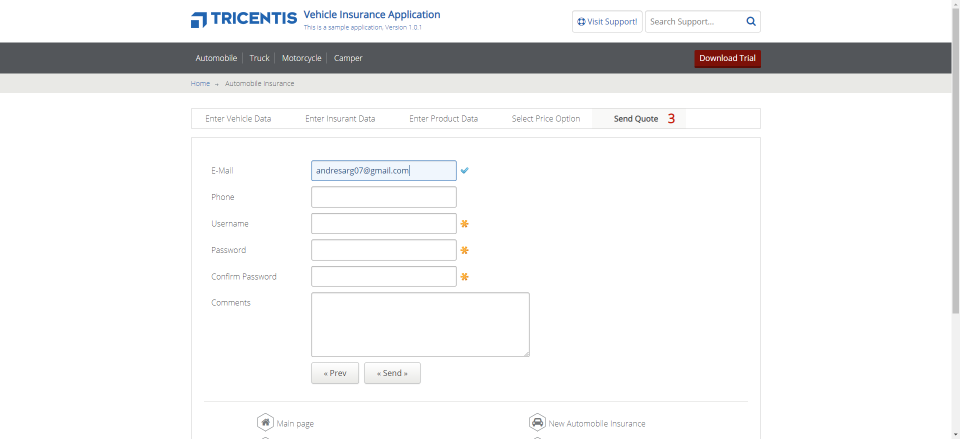 TRICENTIS
Vehicle Insurance Application
This is a sample application. Version 1.0.1
Visit Support!
Search Support...
Automobile
Truck
Motorcycle
Camper
Download Trial
Home → Automobile Insurance
Enter Vehicle Data
Enter Insurant Data
Enter Product Data
Select Price Option
Send Quote 3
E-Mail
andresarg07@gmail.com
Phone
Username
Password
Confirm Password
Comments
« Prev
« Send »
Main page
New Automobile Insurance